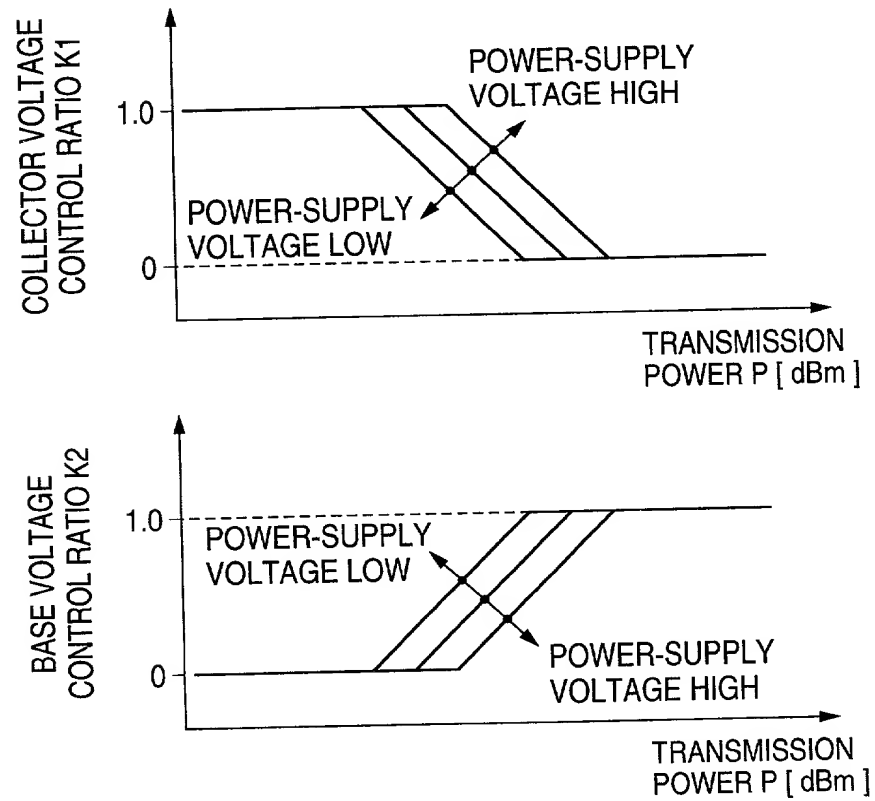 COLLECTOR VOLTAGE
CONTROL RATIO K1
1.0
0
POWER-SUPPLY
VOLTAGE HIGH
POWER-SUPPLY
VOLTAGE LOW
TRANSMISSION
POWER P [ dBm ]
BASE VOLTAGE
CONTROL RATIO K2
1.0
0
POWER-SUPPLY
VOLTAGE LOW
POWER-SUPPLY
VOLTAGE HIGH
TRANSMISSION
POWER P [ dBm ]